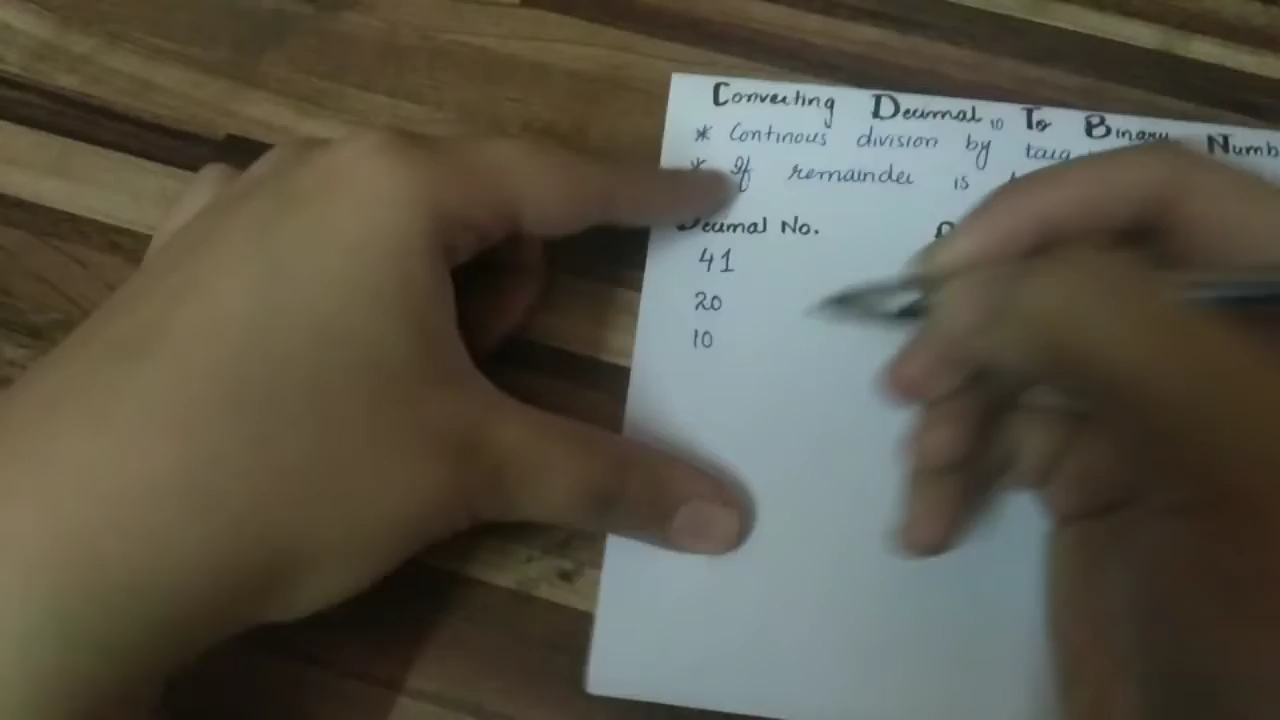 Converting Decimal 10 To Binary Numb
* Continous division by
* If remainder is
Decimal No.
41
20
10